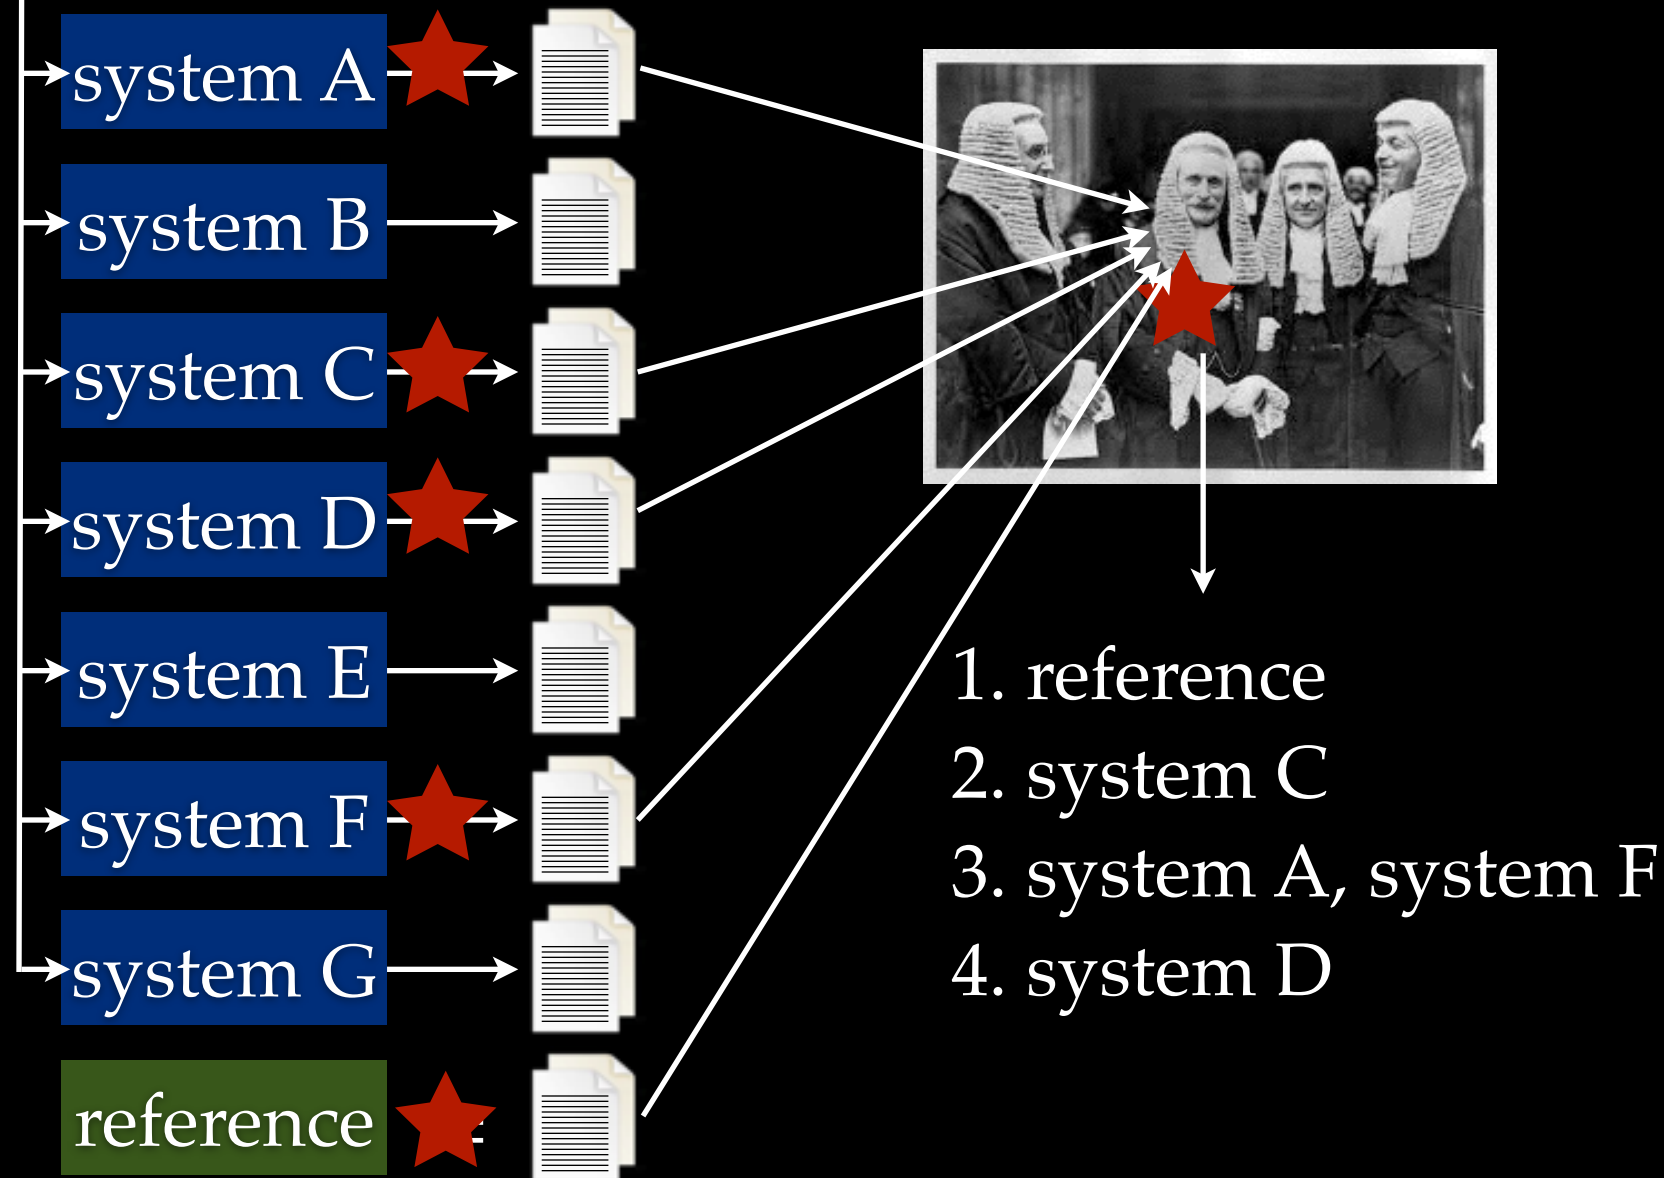 system A
system B
system C
system D
system E
system F
system G
reference
1. reference
2. system C
3. system A, system F
4. system D